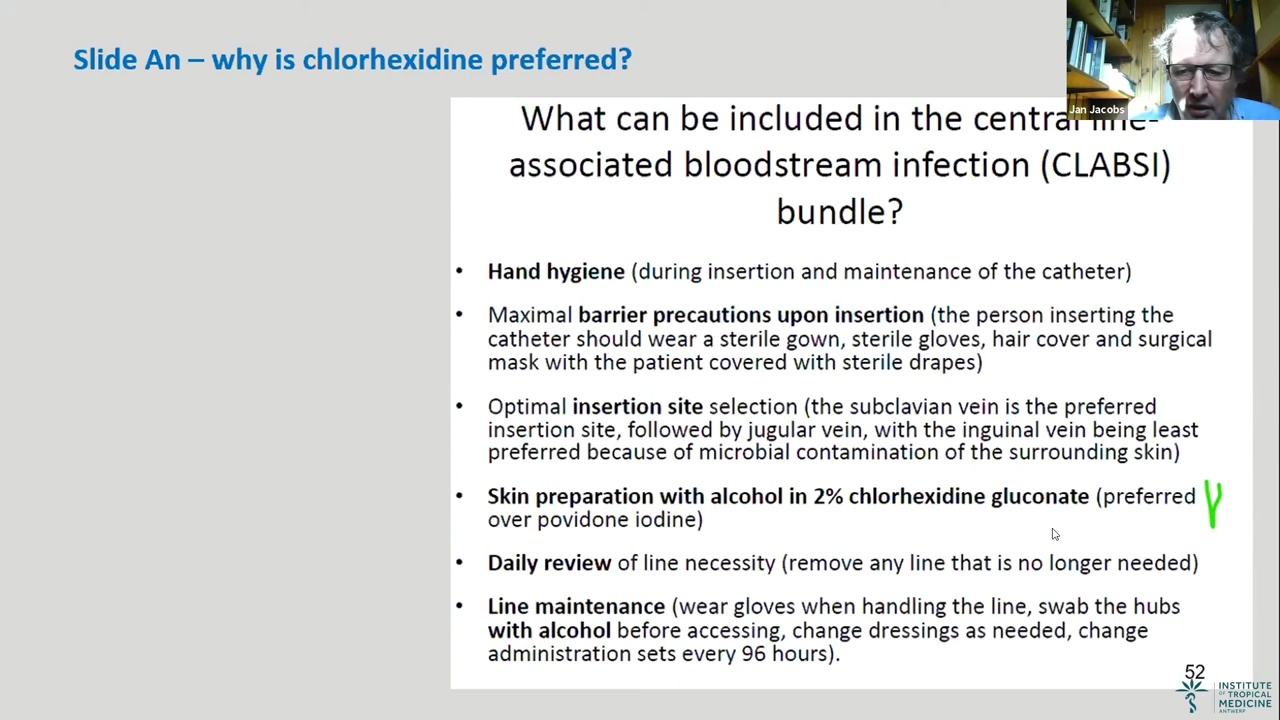 Slide An – why is chlorhexidine preferred?
Jan Jacobs
What can be included in the central line-
associated bloodstream infection (CLABSI)
bundle?
• Hand hygiene (during insertion and maintenance of the catheter)
• Maximal barrier precautions upon insertion (the person inserting the
catheter should wear a sterile gown, sterile gloves, hair cover and surgical
mask with the patient covered with sterile drapes)
• Optimal insertion site selection (the subclavian vein is the preferred
insertion site, followed by jugular vein, with the inguinal vein being least
preferred because of microbial contamination of the surrounding skin)
• Skin preparation with alcohol in 2% chlorhexidine gluconate (preferred
over povidone iodine)
• Daily review of line necessity (remove any line that is no longer needed)
• Line maintenance (wear gloves when handling the line, swab the hubs
with alcohol before accessing, change dressings as needed, change
administration sets every 96 hours).
52
INSTITUTE
OF TROPICAL
MEDICINE
ANTWERP